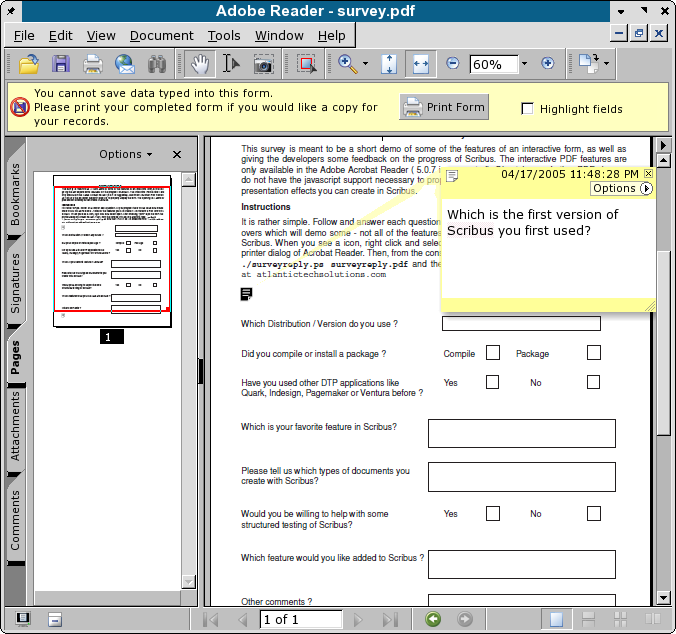 Adobe Reader - survey.pdf
File Edit View Document Tools Window Help
60%
You cannot save data typed into this form.
Please print your completed form if you would like a copy for
your records.
Print Form
Highlight fields
Options
Bookmarks
Signatures
Pages
Attachments
Comments
1
This survey is meant to be a short demo of some of the features of an interactive form, as well as
giving the developers some feedback on the progress of Scribus. The interactive PDF features are
only available in the Adobe Acrobat Reader ( 5.0.7
do not have the javascript support necessary to
presentation effects you can create in Scribus.
Instructions
It is rather simple. Follow and answer each
overs which will demo some - not all of the features
Scribus. When you see a icon, right click and
printer dialog of Acrobat Reader. Then, from the
./surveyreply.ps surveyreply.pdf and the
at atlantictechsolutions.com
04/17/2005 11:48:28 PM
Options
Which is the first version of
Scribus you first used?
Which Distribution / Version do you use ?
Did you compile or install a package ? Compile Package
Have you used other DTP applications like
Quark, Indesign, Pagemaker or Ventura before ?
Yes No
Which is your favorite feature in Scribus?
Please tell us which types of documents you
create with Scribus?
Would you be willing to help with some
structured testing of Scribus?
Yes No
Which feature would you like added to Scribus ?
Other comments ?
1 of 1